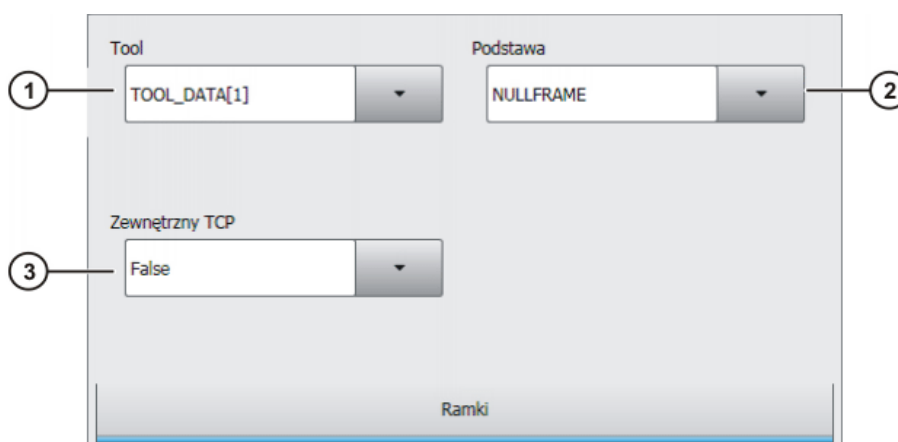 Tool Podstawa
1 TOOL_DATA[1] NULLFRAME 2
Zewnętrzny TCP
3 False
Ramki